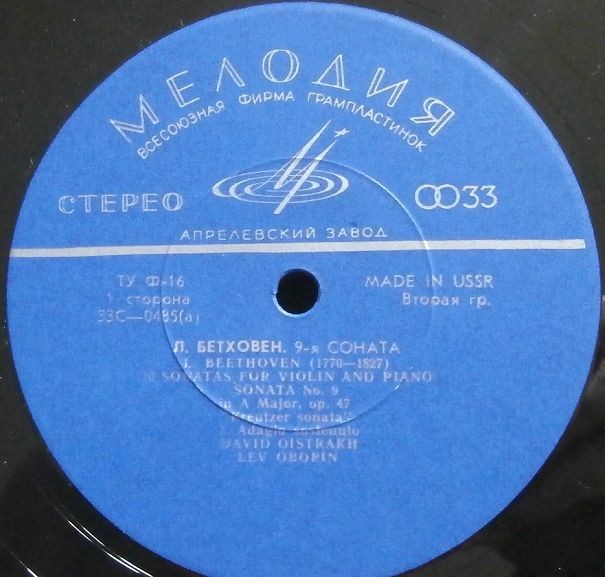 МЕЛОДИЯ
ВСЕСОЮЗНАЯ ФИРМА ГРАМПЛАСТИНОК
СТЕРЕО
33
АПРЕЛЕВСКИЙ ЗАВОД
ТУ Ф-16
MADE IN USSR
1 сторона
Вторая гр.
33С—0485(а)
Л. БЕТХОВЕН. 9-я СОНАТА
L. BEETHOVEN (1770—1827)
SONATAS FOR VIOLIN AND PIANO
SONATA No. 9
in A Major, op. 47
Kreutzer sonata
Adagio sostenuto
DAVID OISTRAKH
LEV OBORIN